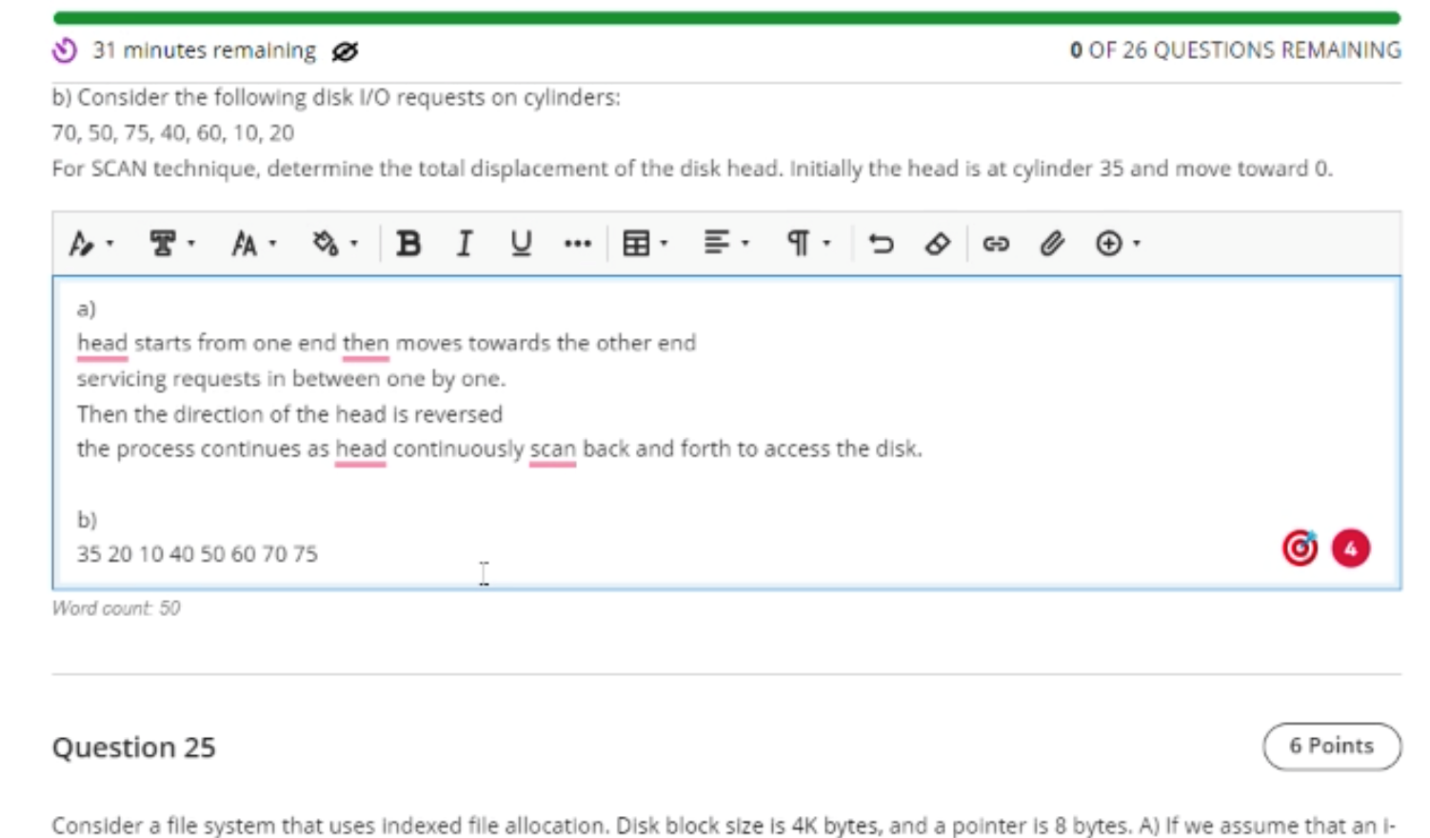 31 minutes remaining
0 OF 26 QUESTIONS REMAINING
b) Consider the following disk I/O requests on cylinders:
70, 50, 75, 40, 60, 10, 20
For SCAN technique, determine the total displacement of the disk head. Initially the head is at cylinder 35 and move toward 0.
B I U
a)
head starts from one end then moves towards the other end
servicing requests in between one by one.
Then the direction of the head is reversed
the process continues as head continuously scan back and forth to access the disk.
b)
35 20 10 40 50 60 70 75
4
Word count: 50
Question 25
6 Points
Consider a file system that uses indexed file allocation. Disk block size is 4K bytes, and a pointer is 8 bytes. A) If we assume that an i-